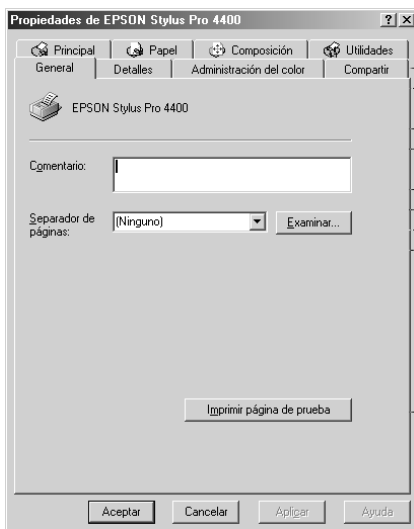 Propiedades de EPSON Stylus Pro 4400
Principal Papel Composición Utilidades
General Detalles Administración del color Compartir
EPSON Stylus Pro 4400
Comentario:
Separador de páginas: (Ninguno) Examinar...
Imprimir página de prueba
Aceptar Cancelar Aplicar Ayuda